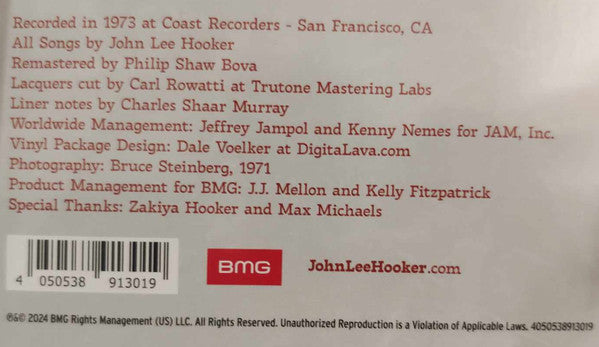 Recorded in 1973 at Coast Recorders - San Francisco, CA
All Songs by John Lee Hooker
Remastered by Philip Shaw Bova
Lacquers cut by Carl Rowatti at Trutone Mastering Labs
Liner notes by Charles Shaar Murray
Worldwide Management: Jeffrey Jampol and Kenny Nemes for JAM, Inc.
Vinyl Package Design: Dale Voelker at DigitaLava.com
Photography: Bruce Steinberg, 1971
Product Management for BMG: J.J. Mellon and Kelly Fitzpatrick
Special Thanks: Zakiya Hooker and Max Michaels
4 050538 913019
BMG
JohnLeeHooker.com
℗&© 2024 BMG Rights Management (US) LLC. All Rights Reserved. Unauthorized Reproduction is a Violation of Applicable Laws. 4050538913019